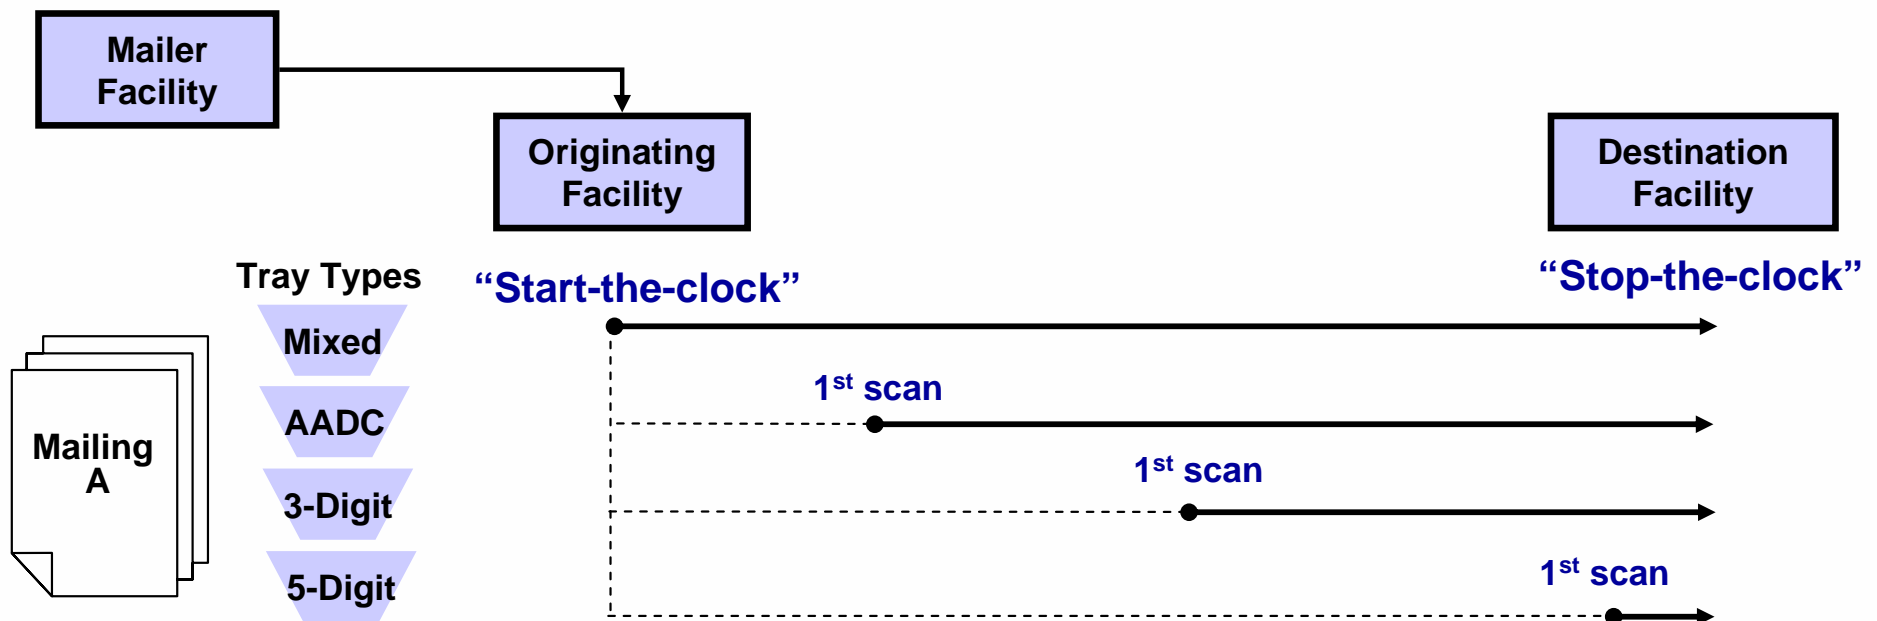 Mailer
Facility
Originating
Facility
Destination
Facility
Tray Types
“Start-the-clock”
“Stop-the-clock”
Mixed
1st scan
AADC
Mailing
A
1st scan
3-Digit
1st scan
5-Digit